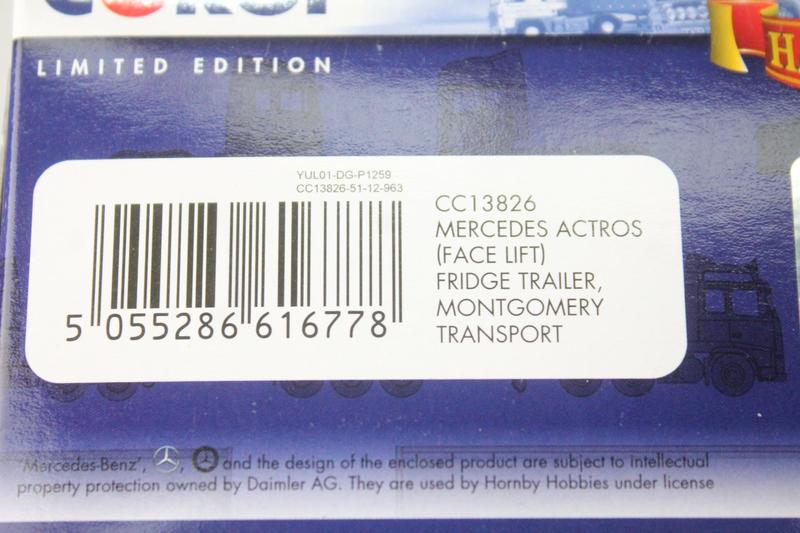 CORGI
LIMITED EDITION
YUL01-DG-P1259
CC13826-51-12-963
5 055286 616778
CC13826
MERCEDES ACTROS
(FACE LIFT)
FRIDGE TRAILER,
MONTGOMERY
TRANSPORT
'Mercedes-Benz', and the design of the enclosed product are subject to intellectual
property protection owned by Daimler AG. They are used by Hornby Hobbies under license